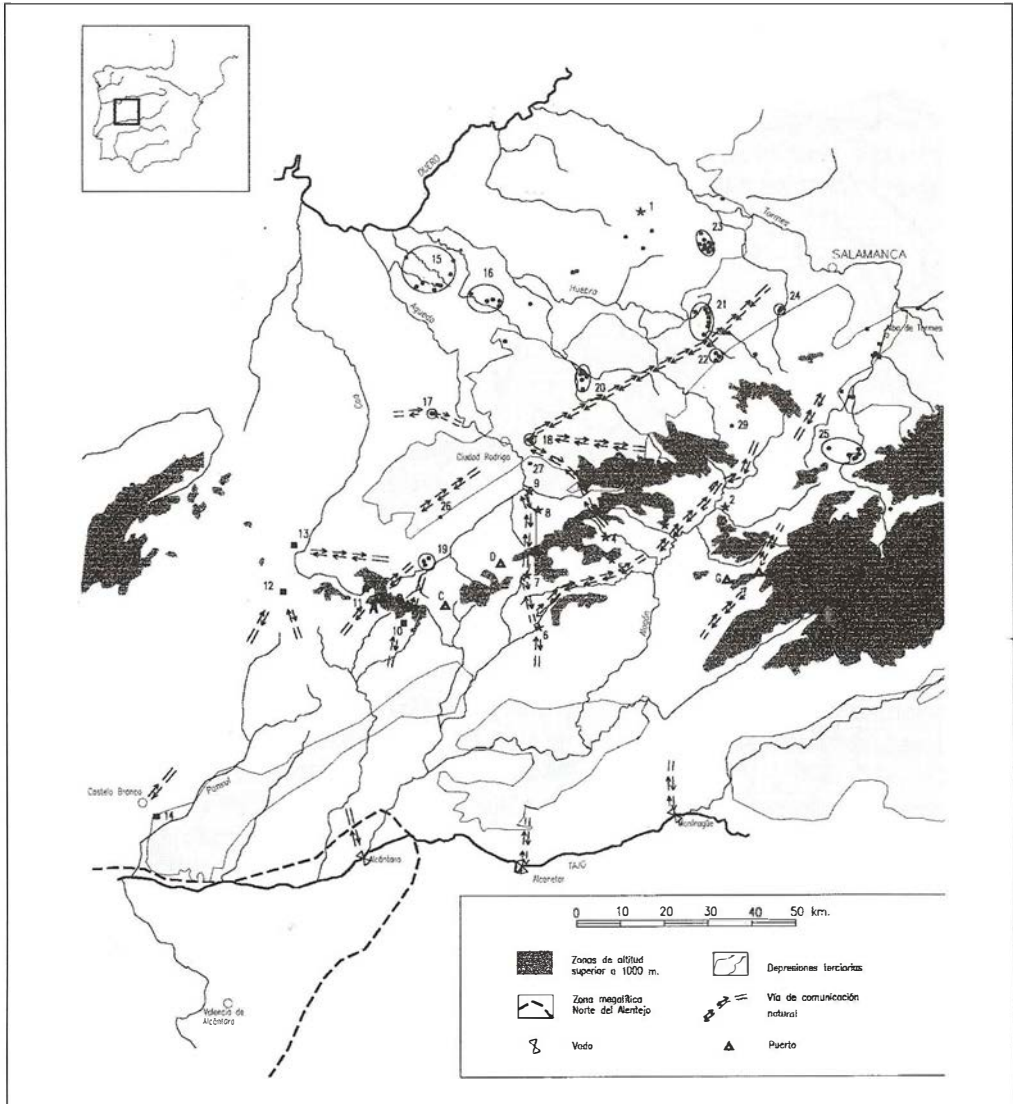 DUERO
1
Tormes
23
SALAMANCA
15
16
Huebra
Agueda
21
24
22
Alba de Tormes
20
Coa
17
29
18
25
Ciudad Rodrigo
27
9
26
8
2
13
19
D
7
G
12
11
C
10
6
Alagón
Ponsul
Castelo Branco
14
Alcántara
Alconetar
TAJO
Valencia de
Alcántara
0 10 20 30 40 50 km.
Zonas de altitud
superior a 1000 m.
Depresiones terciarias
Zona megalítica
Norte del Alentejo
Vía de comunicación
natural
Vado
Puerto